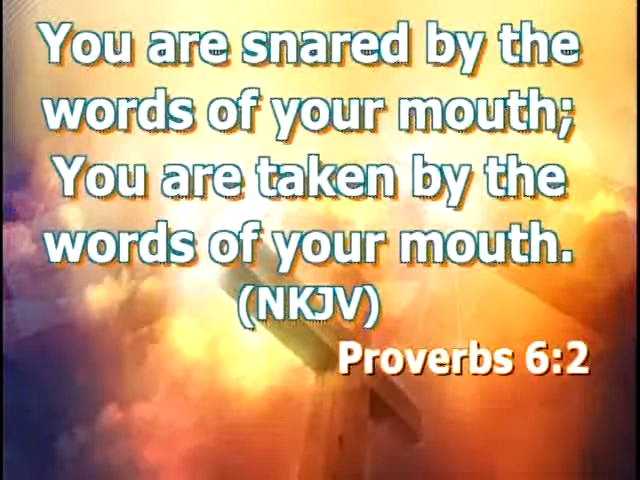 You are snared by the
words of your mouth;
You are taken by the
words of your mouth.
(NKJV)
Proverbs 6:2